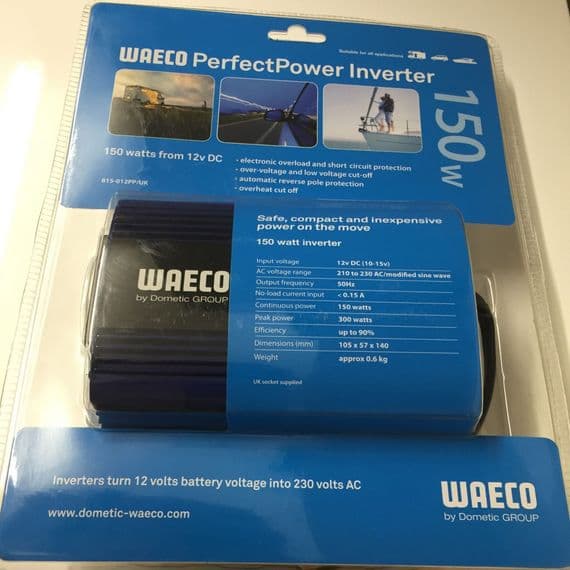 Suitable for all applications
WAECO PerfectPower Inverter
150w
150 watts from 12v DC
815-012PP/UK
- electronic overload and short circuit protection
- over-voltage and low voltage cut-off
- automatic reverse pole protection
- overheat cut off
Safe, compact and inexpensive
power on the move
150 watt inverter
Input voltage 12v DC (10-15v)
AC voltage range 210 to 230 AC/modified sine wave
Output frequency 50Hz
No-load current input < 0.15 A
Continuous power 150 watts
Peak power 300 watts
Efficiency up to 90%
Dimensions (mm) 105 x 57 x 140
Weight approx 0.6 kg
UK socket supplied
WAECO
by Dometic GROUP
Inverters turn 12 volts battery voltage into 230 volts AC
www.dometic-waeco.com
WAECO
by Dometic GROUP